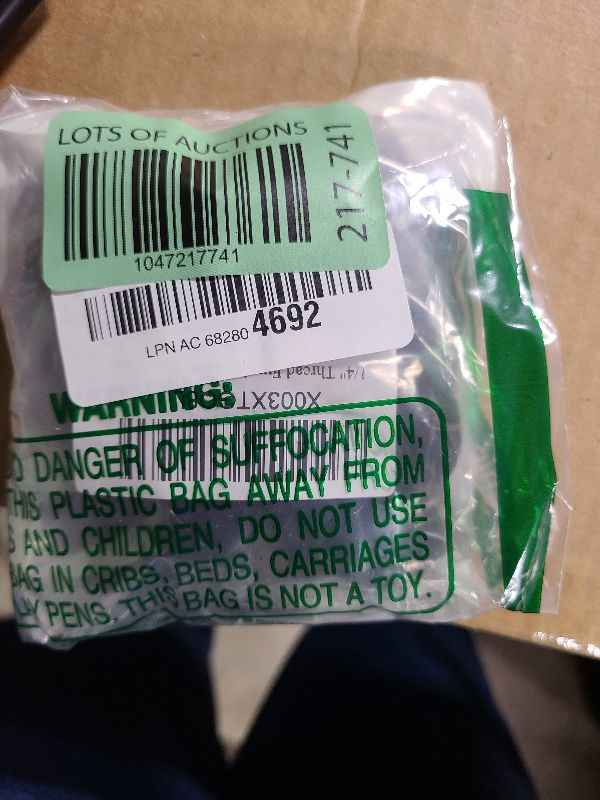 LOTS OF AUCTIONS
217-741
1047217741
LPN AC 68280 4692
1/4" Thread
X003XT
WARNING!
DANGER OF SUFFOCATION,
THIS PLASTIC BAG AWAY FROM
AND CHILDREN, DO NOT USE
BAG IN CRIBS, BEDS, CARRIAGES
PENS. THIS BAG IS NOT A TOY.